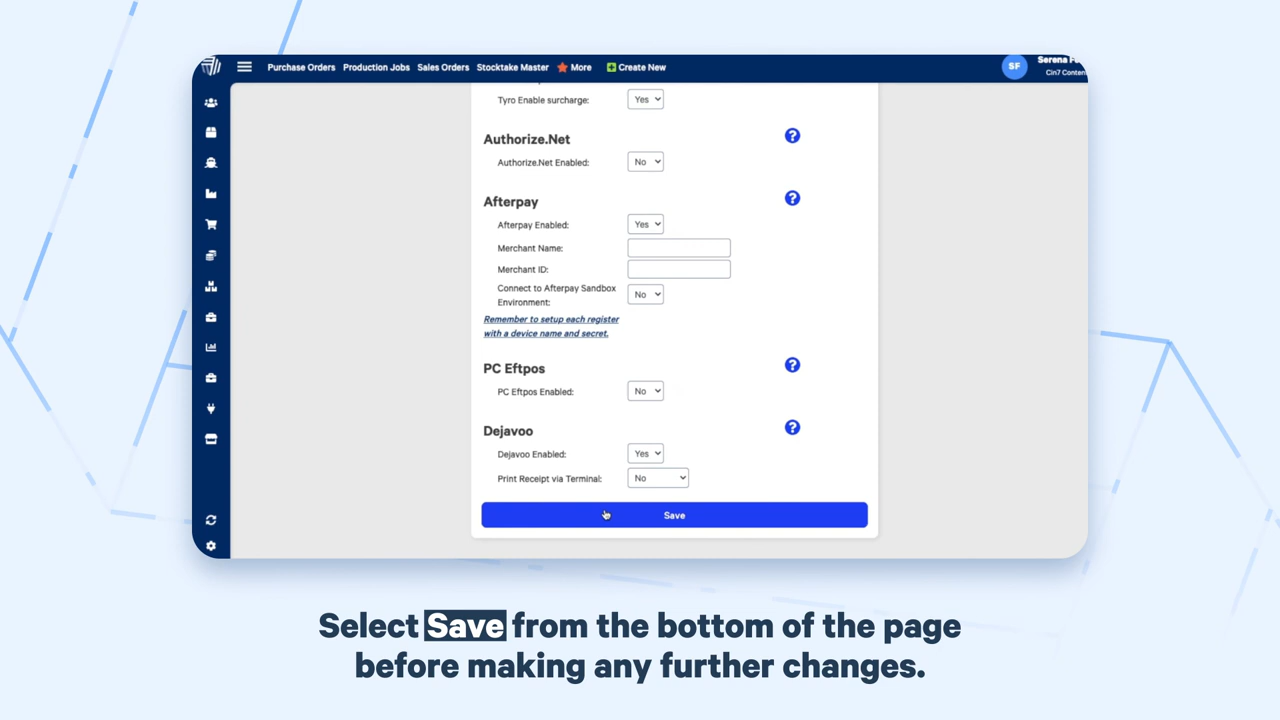 Purchase Orders Production Jobs Sales Orders Stocktake Master More Create New
SF
Serena
Cin7 Conten
Tyro Enable surcharge: Yes
Authorize.Net ?
Authorize.Net Enabled: No
Afterpay ?
Afterpay Enabled: Yes
Merchant Name:
Merchant ID:
Connect to Afterpay Sandbox
Environment: No
Remember to setup each register
with a device name and secret.
PC Eftpos ?
PC Eftpos Enabled: No
Dejavoo ?
Dejavoo Enabled: Yes
Print Receipt via Terminal: No
Save
Select Save from the bottom of the page
before making any further changes.